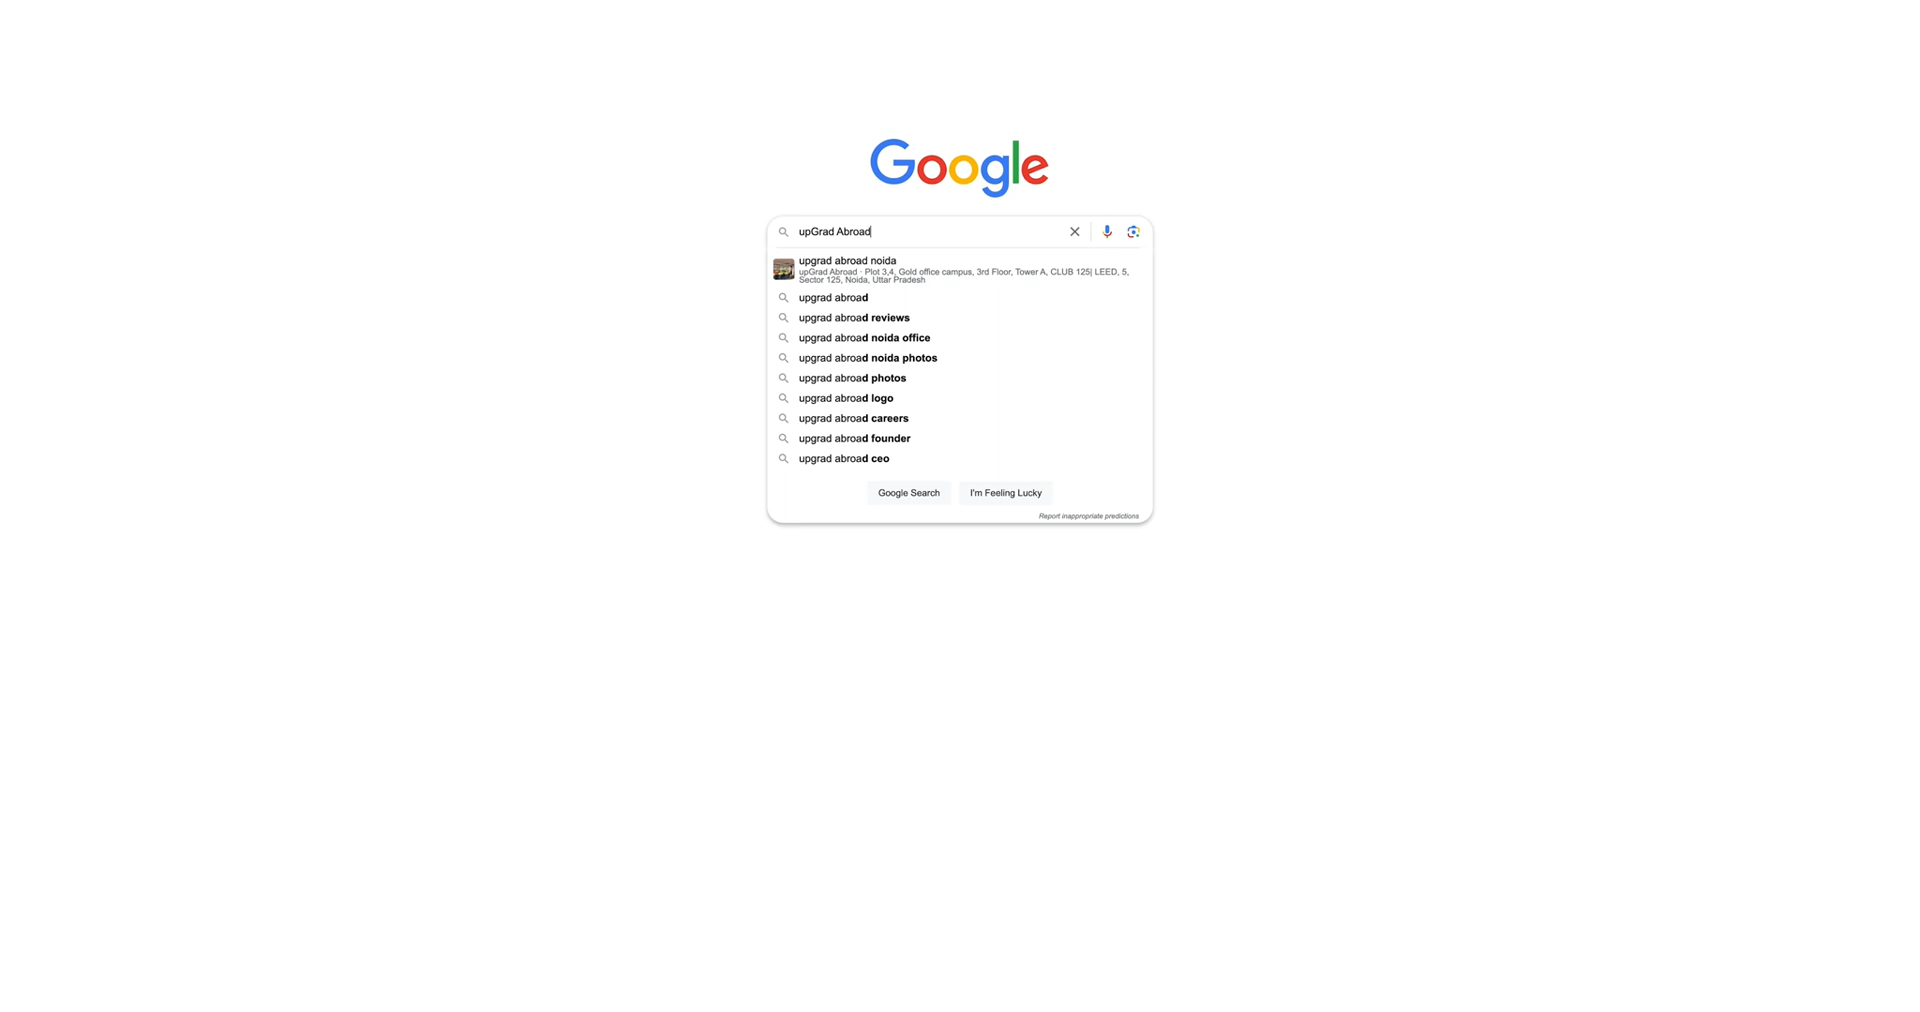 Google
upGrad Abroad
upgrad abroad noida
upGrad Abroad · Plot 3,4, Gold office campus, 3rd Floor, Tower A, CLUB 125| LEED, 5,
Sector 125, Noida, Uttar Pradesh
upgrad abroad
upgrad abroad reviews
upgrad abroad noida office
upgrad abroad noida photos
upgrad abroad photos
upgrad abroad logo
upgrad abroad careers
upgrad abroad founder
upgrad abroad ceo
Google Search I'm Feeling Lucky
Report inappropriate predictions